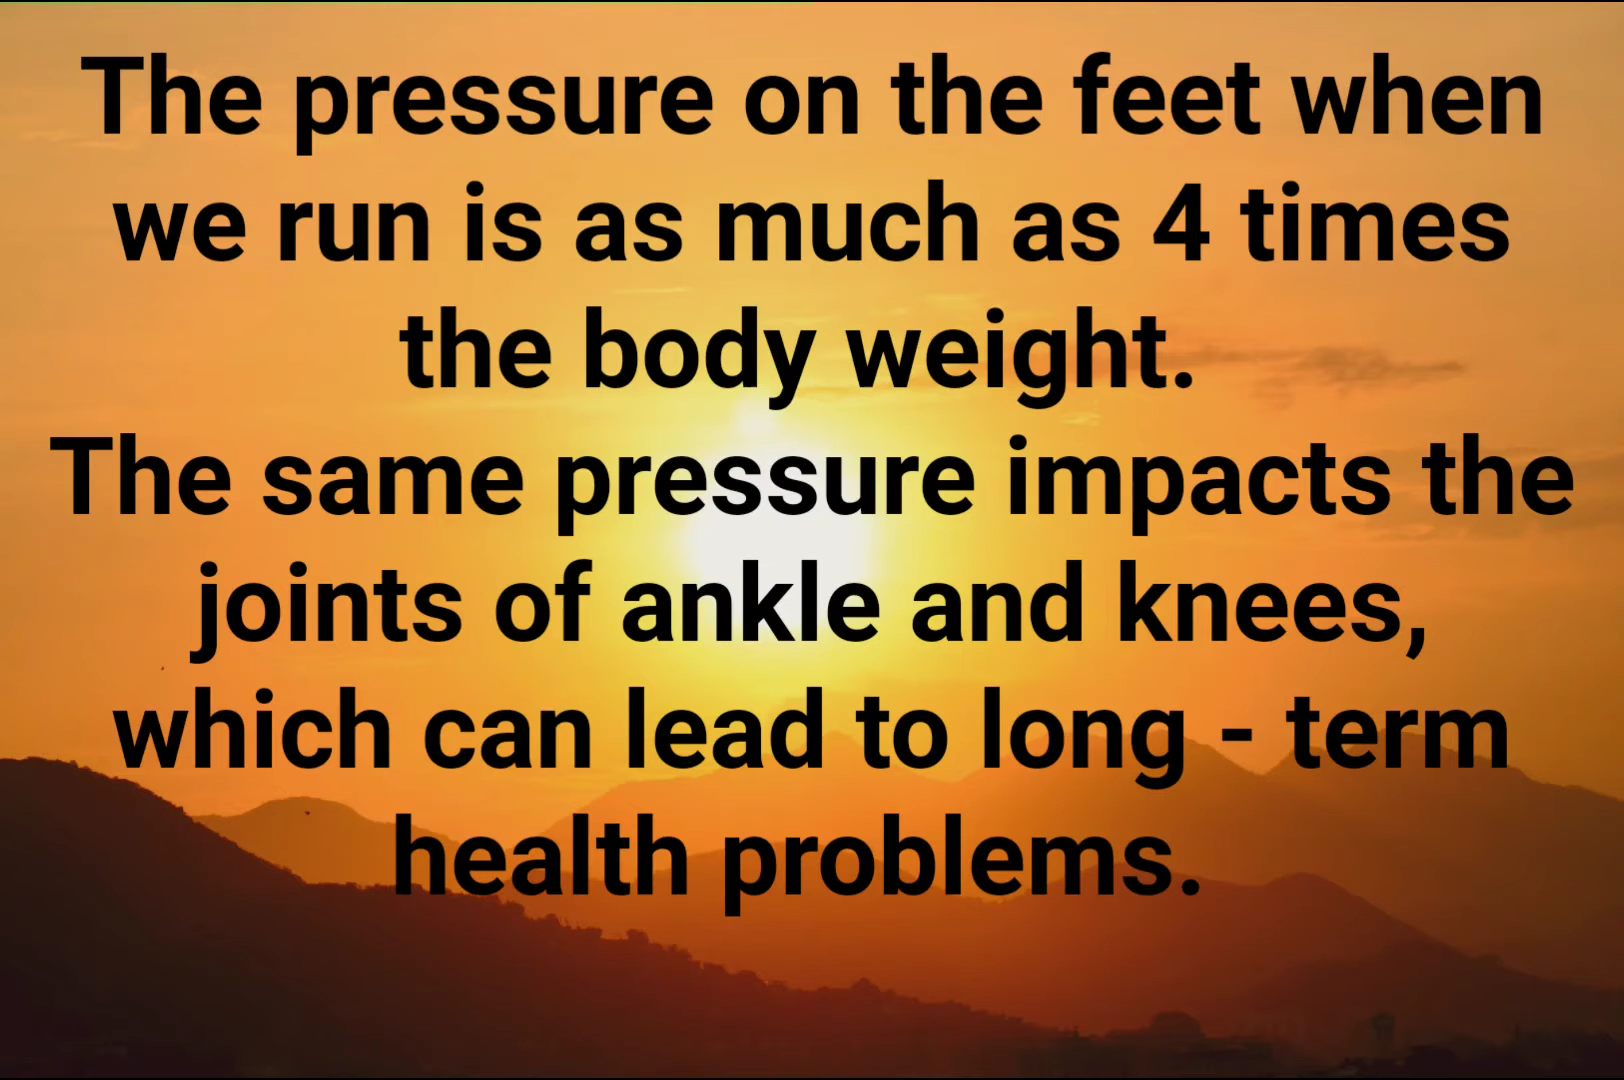 The pressure on the feet when
we run is as much as 4 times
the body weight.
The same pressure impacts the
joints of ankle and knees,
which can lead to long - term
health problems.